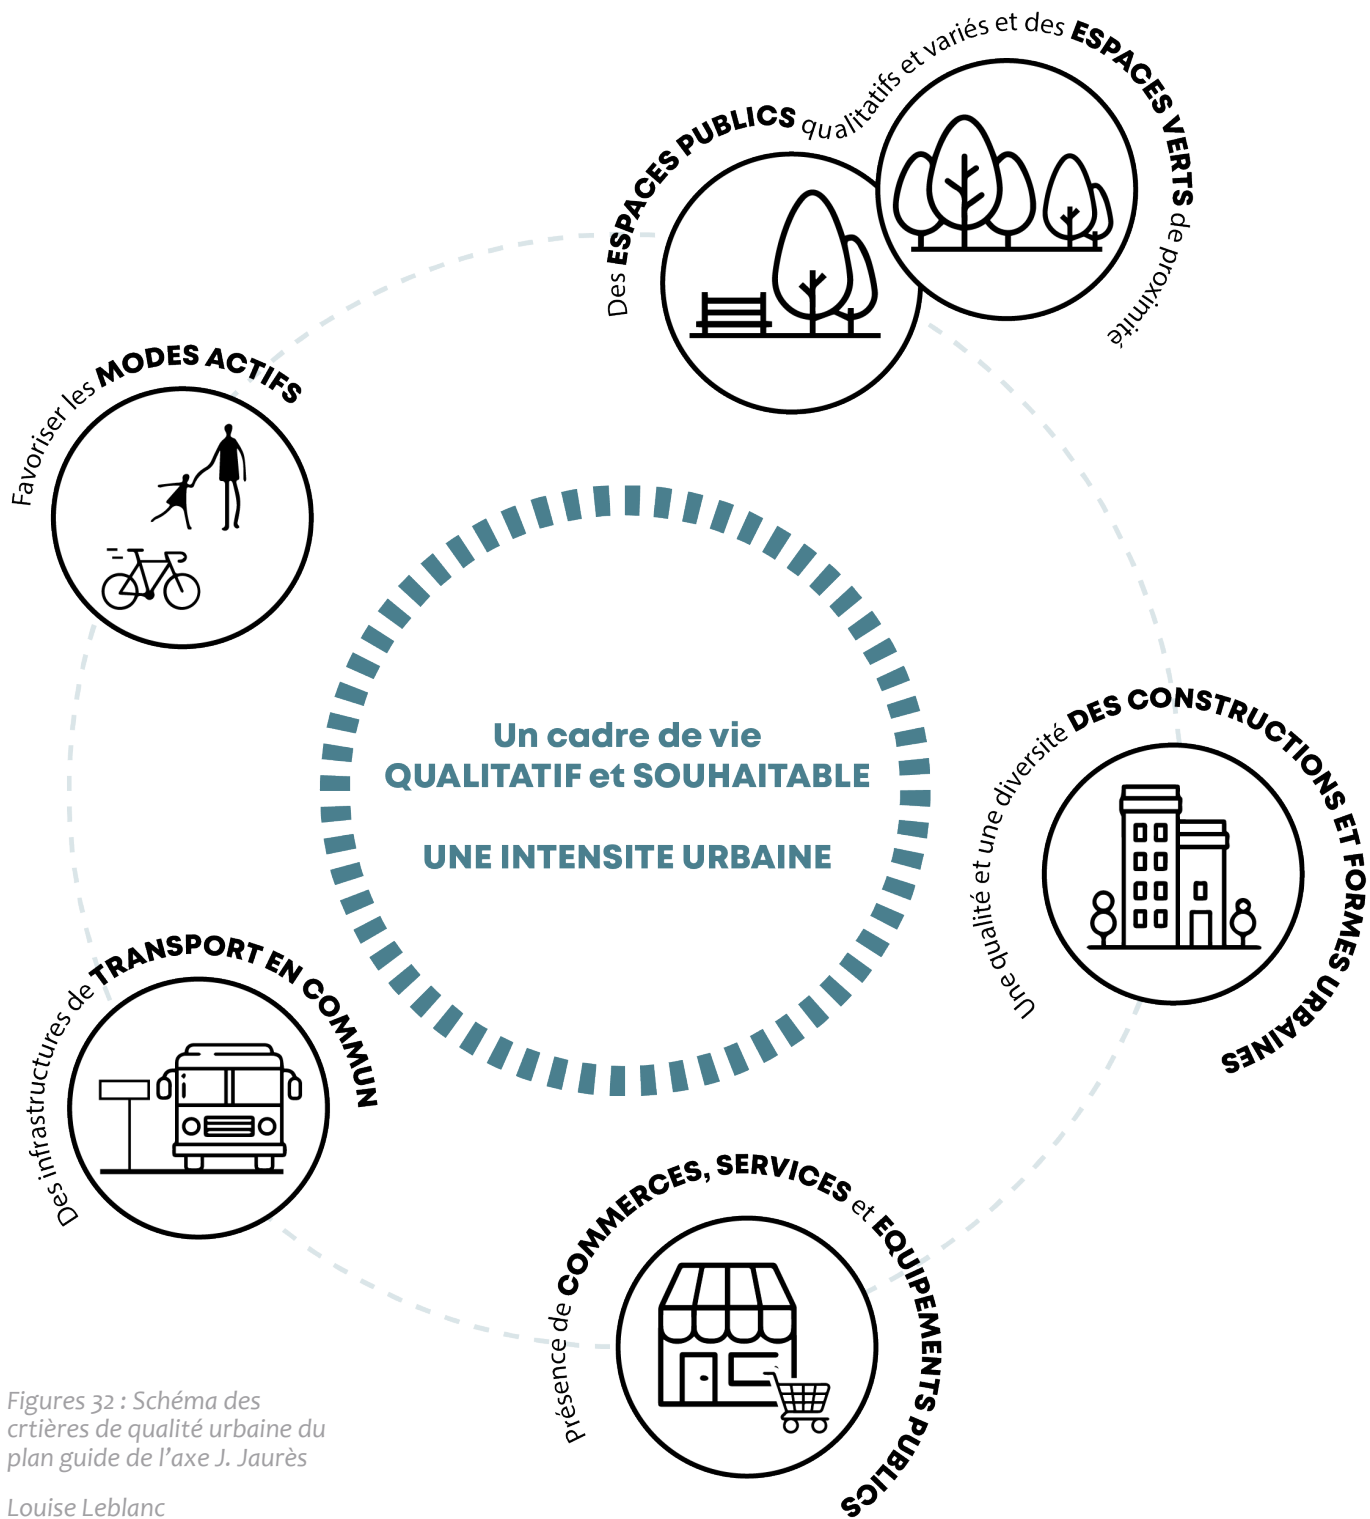 Des ESPACES PUBLICS qualitatifs et variés et des ESPACES VERTS de proximité
Favoriser les MODES ACTIFS
Un cadre de vie
QUALITATIF et SOUHAITABLE
UNE INTENSITE URBAINE
Une qualité et une diversité DES CONSTRUCTIONS ET FORMES URBAINES
Des infrastructures de TRANSPORT EN COMMUN
Présence de COMMERCES, SERVICES et EQUIPEMENTS PUBLICS
Figures 32 : Schéma des
crtières de qualité urbaine du
plan guide de l'axe J. Jaurès
Louise Leblanc